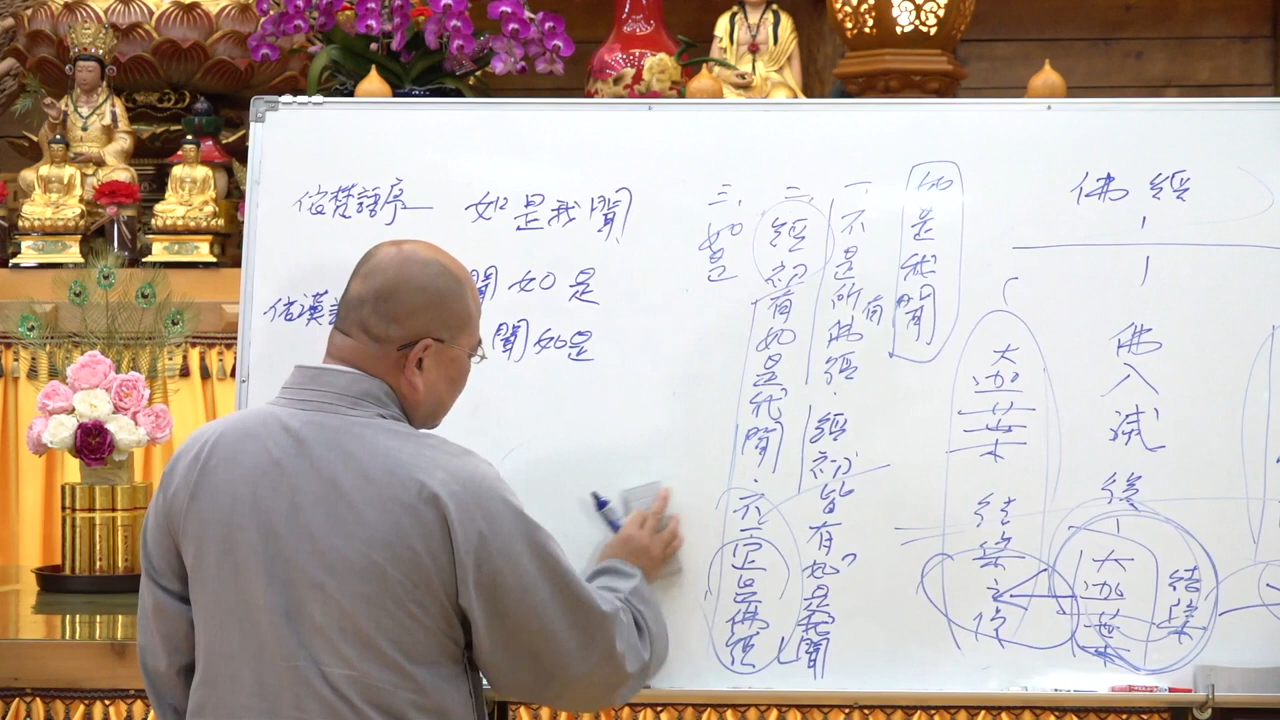 佛經
佛入滅後
大迦葉
結集
大迦葉
結集之後
如是我聞
一、不是所有佛經．經初皆有如是我聞
二、經初有如是我聞．不一定是佛經
三、如是
依梵語序 如是我聞
依漢 聞如是
聞如是